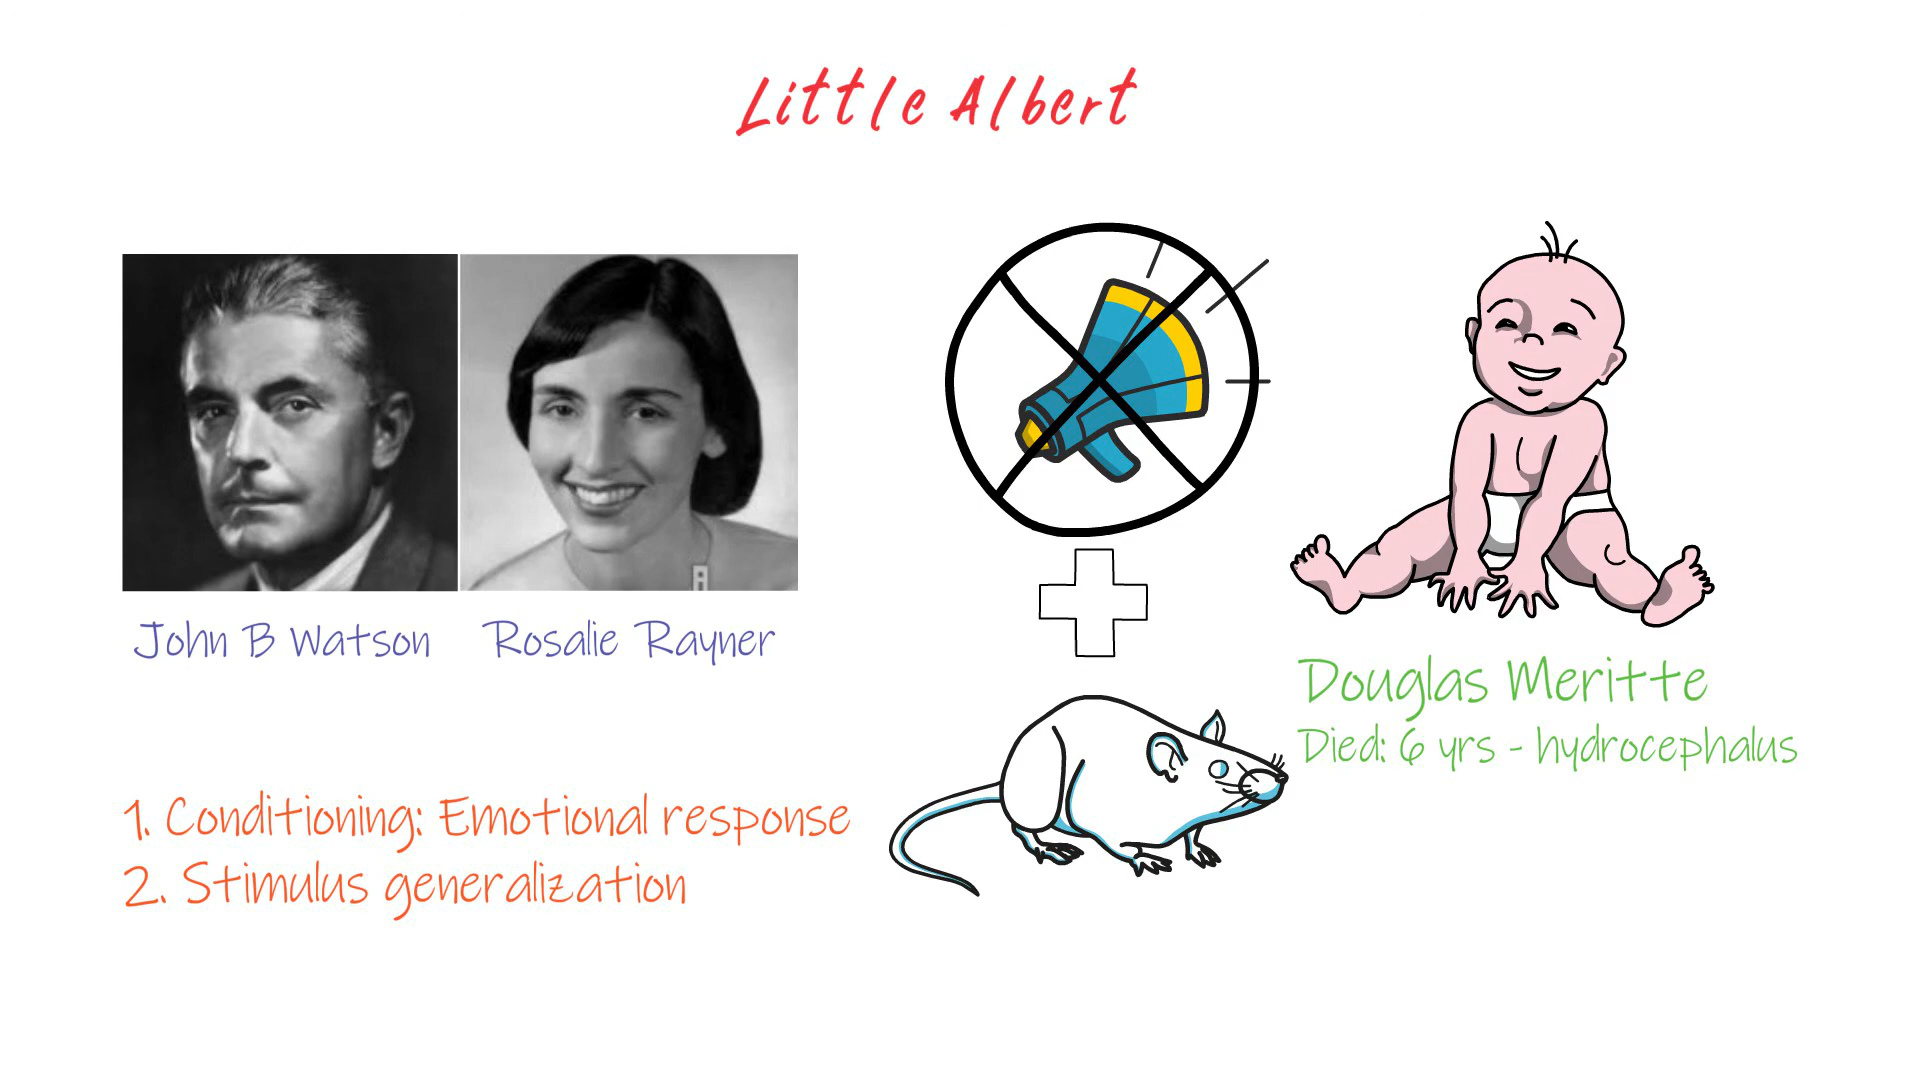 Little Albert
John B Watson
Rosalie Rayner
Douglas Meritte
Died: 6 yrs - hydrocephalus
1. Conditioning: Emotional response
2. Stimulus generalization